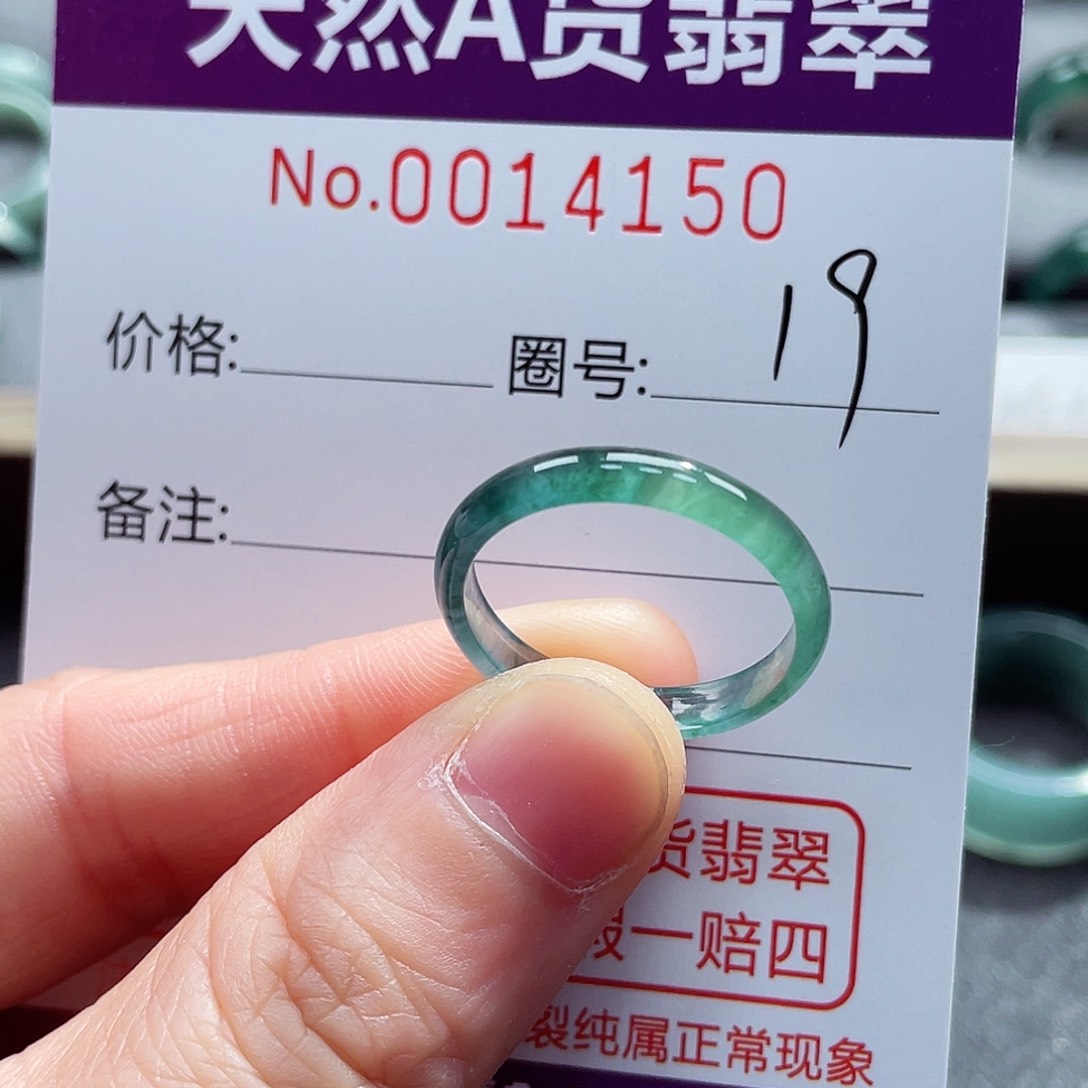 天然A货翡翠
No.0014150
价格: 圈号: 19
备注:
货翡翠
假一赔四
裂纯属正常现象